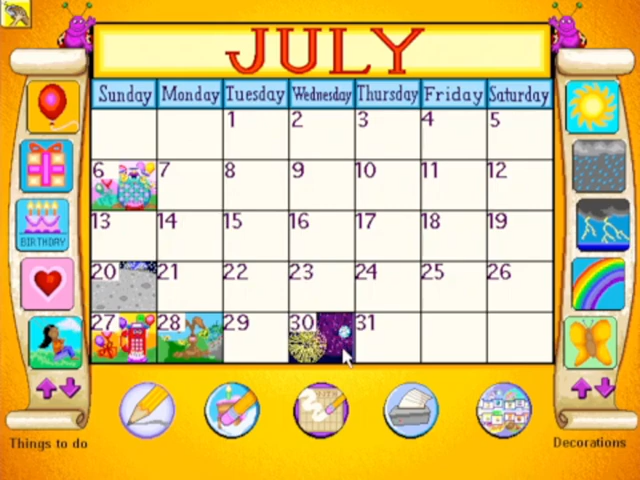 JULY
Sunday Monday Tuesday Wednesday Thursday Friday Saturday
1 2 3 4 5
6 7 8 9 10 11 12
13 14 15 16 17 18 19
20 21 22 23 24 25 26
27 28 29 30 31
BIRTHDAY
Things to do
Decorations